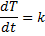 dT/dt = k